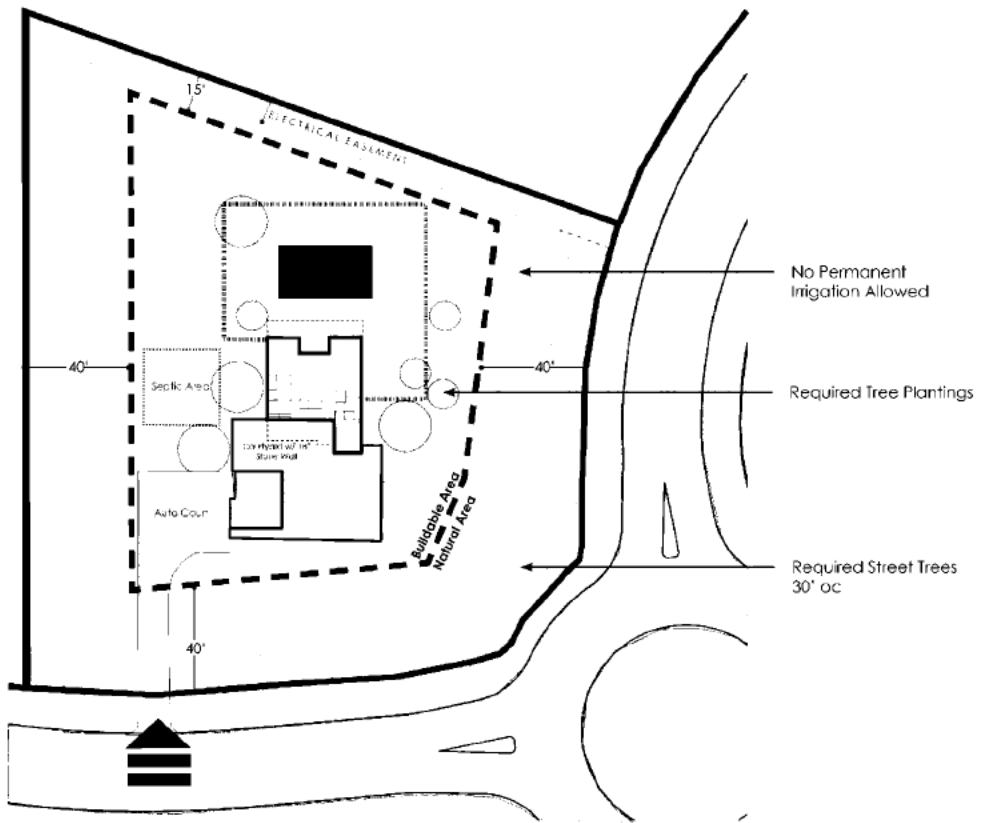 15'
ELECTRICAL EASEMENT
No Permanent
Irrigation Allowed
40'
40'
Septic Area
Required Tree Plantings
Courtyard w/ 18"
Stone Wall
Auto Court
Buildable Area
Natural Area
Required Street Trees
30' oc
40'